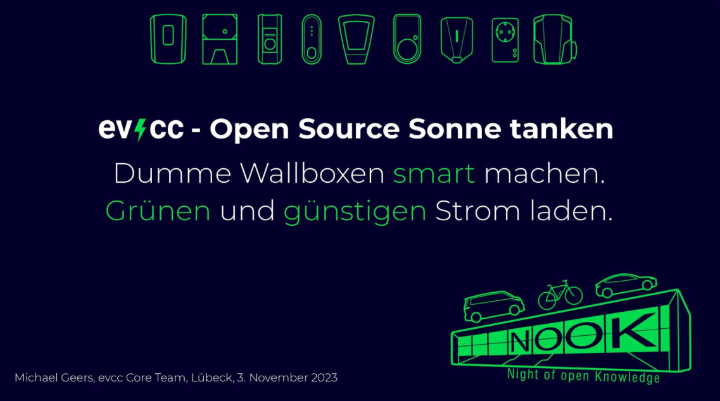 evcc - Open Source Sonne tanken
Dumme Wallboxen smart machen.
Grünen und günstigen Strom laden.
NOOK
Night of open Knowledge
Michael Geers, evcc Core Team, Lübeck, 3. November 2023